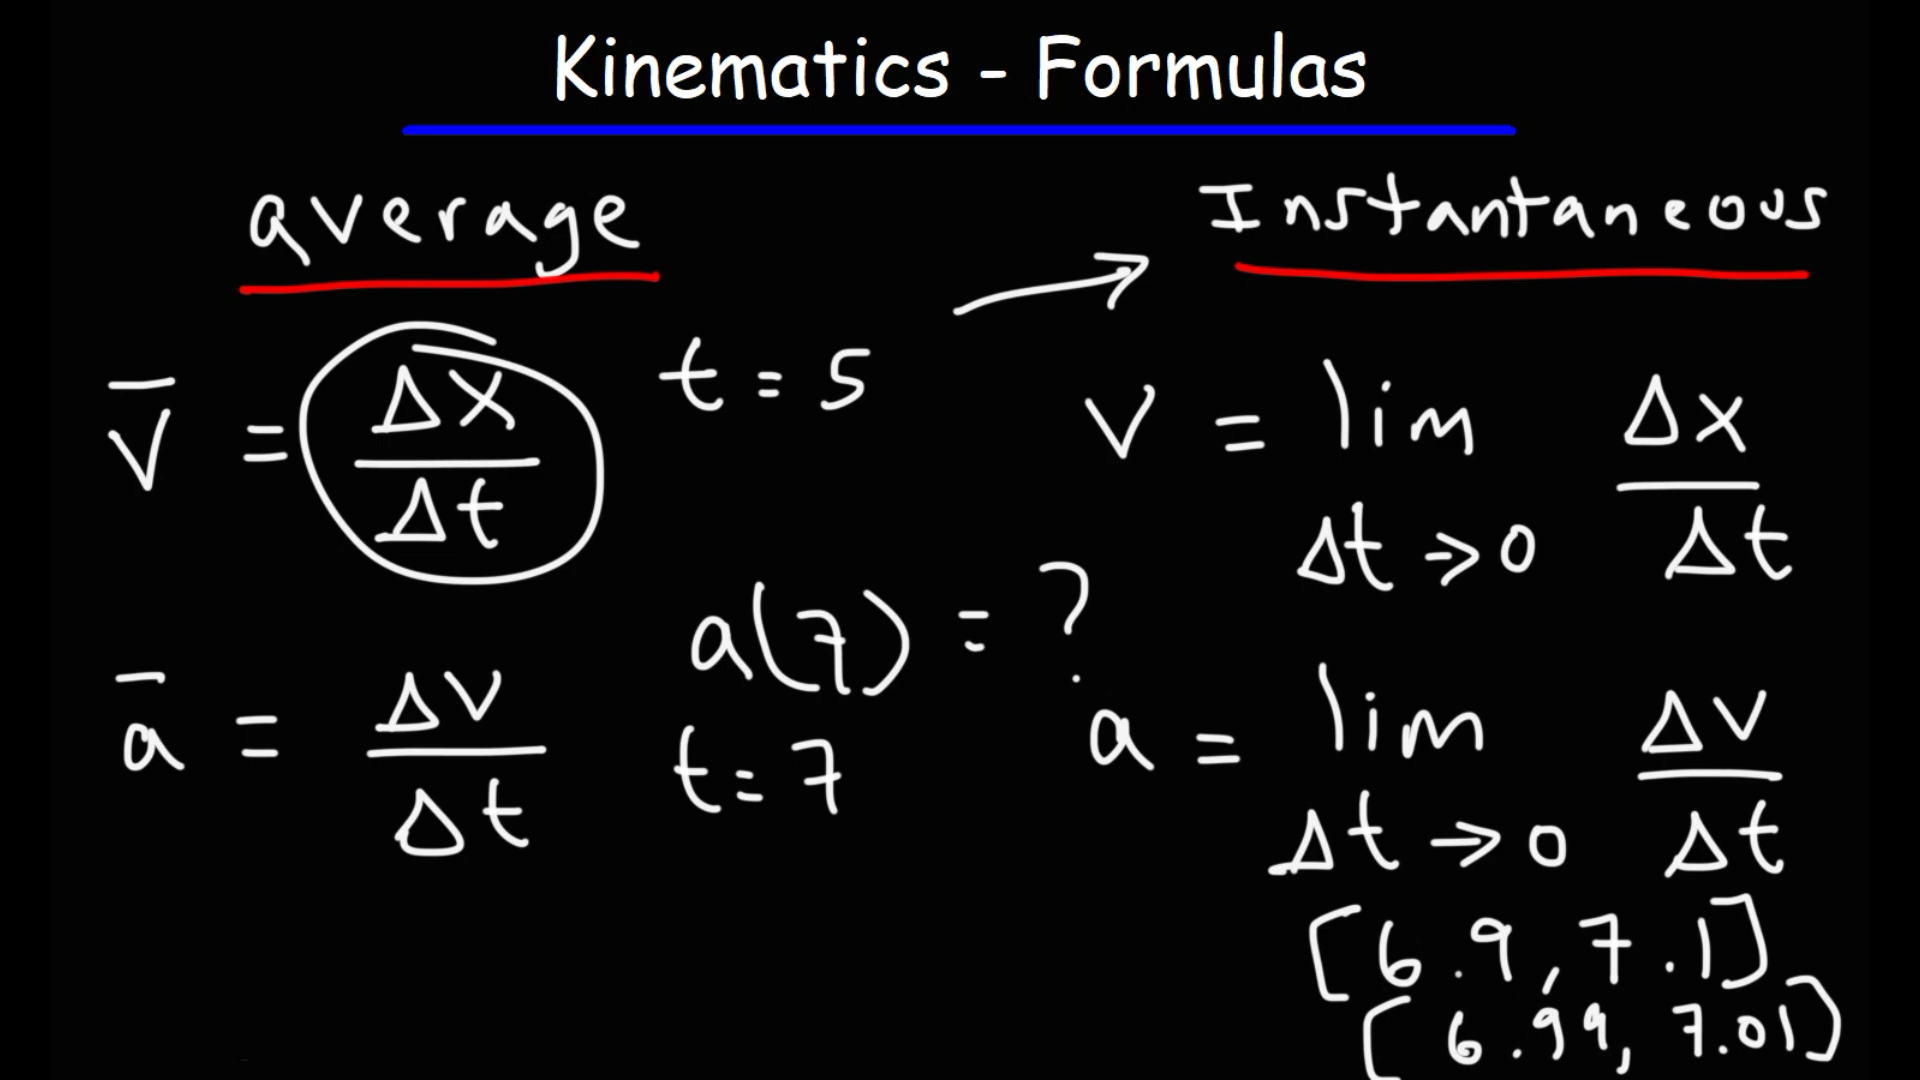 Kinematics - Formulas
average
Instantaneous
v̄ = Δx/Δt
t = 5
v = lim Δt→0 Δx/Δt
a(7) = ?
ā = Δv/Δt
t = 7
a = lim Δt→0 Δv/Δt
[6.9, 7.1]
[6.99, 7.01)